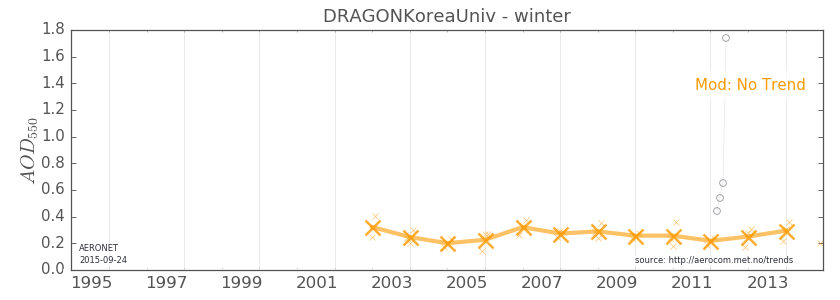 DRAGONKoreaUniv - winter
1.8
1.6
1.4
1.2
1.0
0.8
0.6
0.4
0.2
0.0
AOD550
Mod: No Trend
AERONET
2015-09-24
source: http://aerocom.met.no/trends
1995 1997 1999 2001 2003 2005 2007 2009 2011 2013